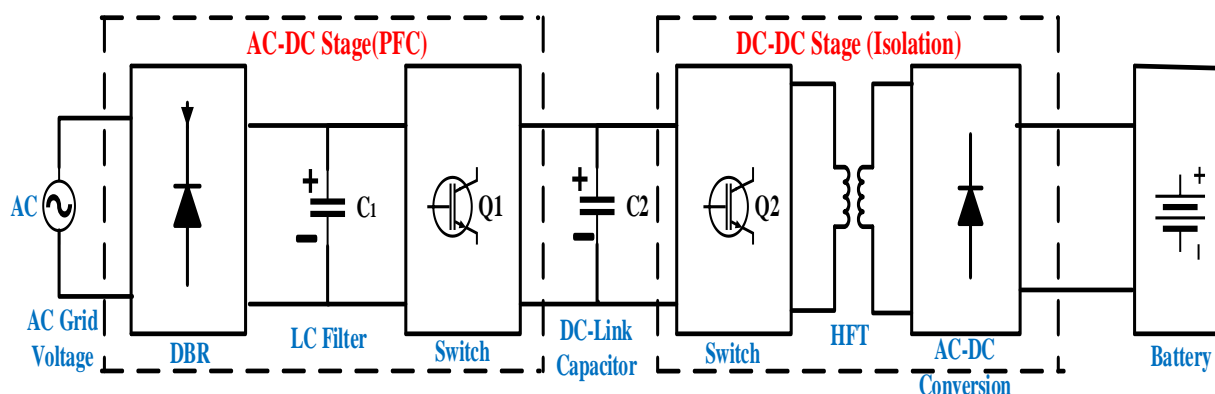 AC-DC Stage(PFC)
DC-DC Stage (Isolation)
AC
+
C1
Q1
+
C2
Q2
+
AC Grid
Voltage
DBR
LC Filter
Switch
DC-Link
Capacitor
Switch
HFT
AC-DC
Conversion
Battery